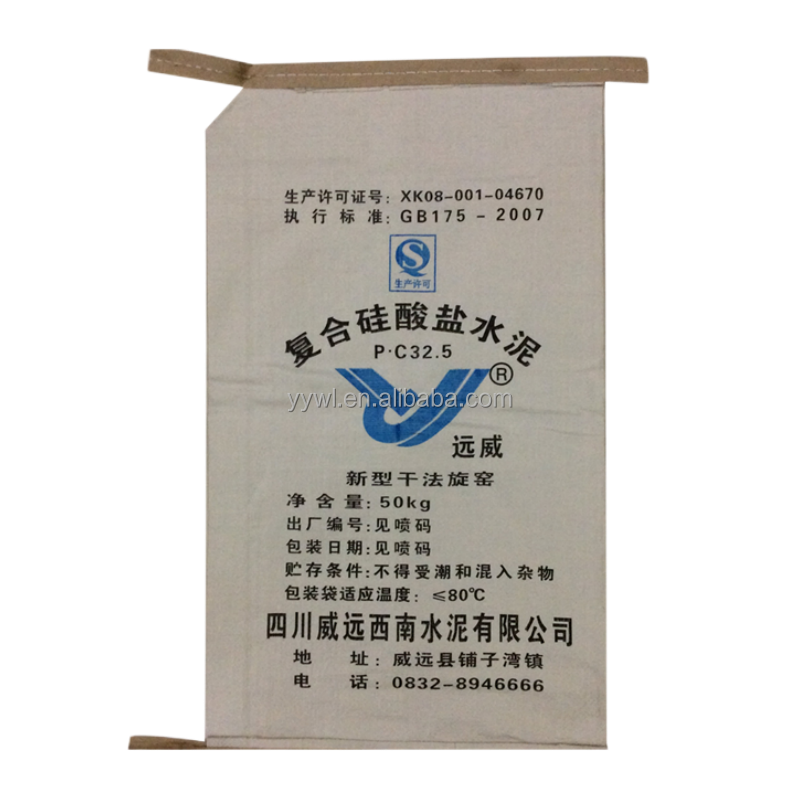 生产许可证号: XK08-001-04670
执行标准: GB175-2007
QS
生产许可
复合硅酸盐水泥
P·C32.5
®
yywl.en.alibaba.com
远威
新型干法旋窑
净含量: 50kg
出厂编号: 见喷码
包装日期: 见喷码
贮存条件: 不得受潮和混入杂物
包装袋适应温度: ≤80℃
四川威远西南水泥有限公司
地址: 威远县铺子湾镇
电话: 0832-8946666